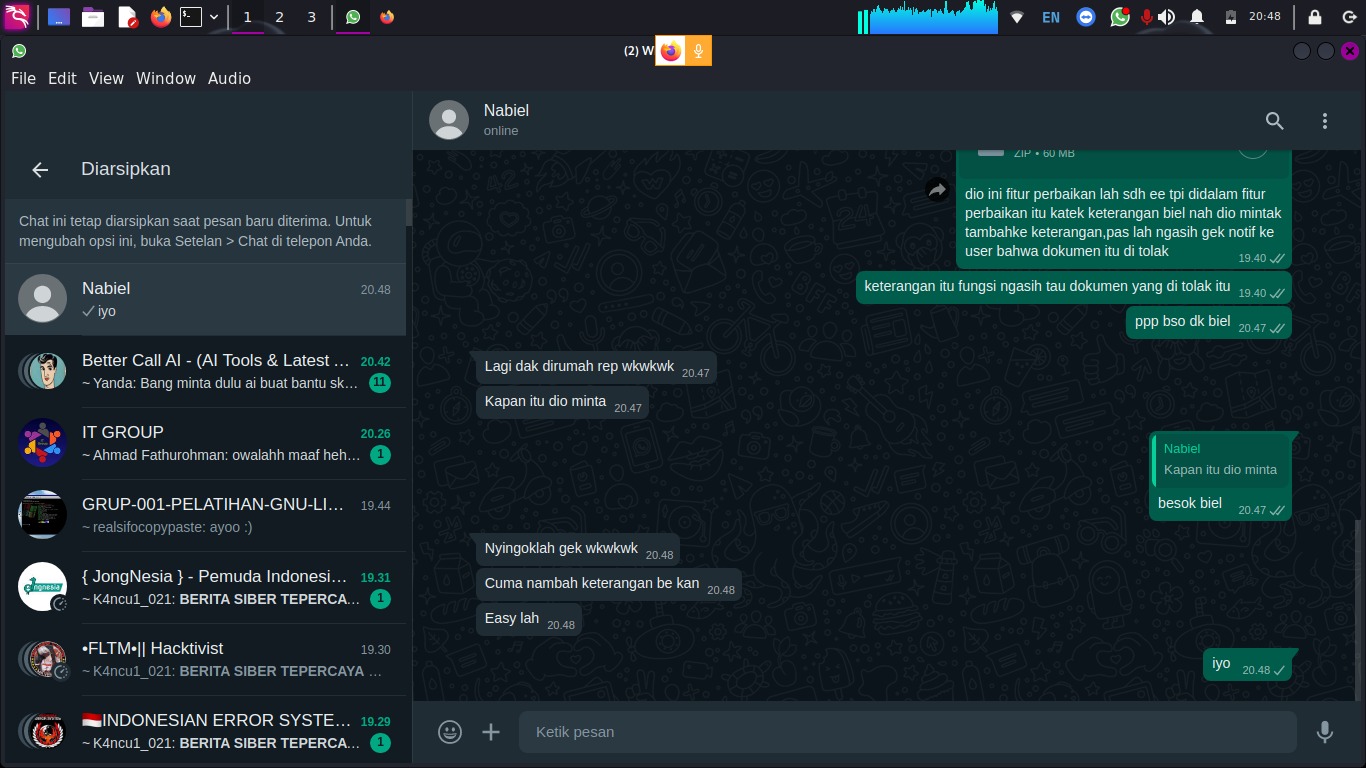 1 2 3
EN
20:48
(2) W
File Edit View Window Audio
Diarsipkan
Chat ini tetap diarsipkan saat pesan baru diterima. Untuk
mengubah opsi ini, buka Setelan > Chat di telepon Anda.
Nabiel 20.48
iyo
Better Call AI - (AI Tools & Latest ... 20.42
~ Yanda: Bang minta dulu ai buat bantu sk... 11
IT GROUP 20.26
~ Ahmad Fathurohman: owalahh maaf heh... 1
GRUP-001-PELATIHAN-GNU-LI... 19.44
~ realsifocopypaste: ayoo :)
{ JongNesia } - Pemuda Indonesi... 19.31
~ K4ncu1_021: BERITA SIBER TEPERCA... 1
•FLTM•|| Hacktivist 19.30
~ K4ncu1_021: BERITA SIBER TEPERCAYA ...
🇮🇩INDONESIAN ERROR SYSTE... 19.29
~ K4ncu1_021: BERITA SIBER TEPERCA... 1
Nabiel
online
ZIP • 60 MB
dio ini fitur perbaikan lah sdh ee tpi didalam fitur
perbaikan itu katek keterangan biel nah dio mintak
tambahke keterangan,pas lah ngasih gek notif ke
user bahwa dokumen itu di tolak
19.40
keterangan itu fungsi ngasih tau dokumen yang di tolak itu 19.40
ppp bso dk biel 20.47
Lagi dak dirumah rep wkwkwk 20.47
Kapan itu dio minta 20.47
Nabiel
Kapan itu dio minta
besok biel 20.47
Nyingoklah gek wkwkwk 20.48
Cuma nambah keterangan be kan 20.48
Easy lah 20.48
iyo 20.48
Ketik pesan